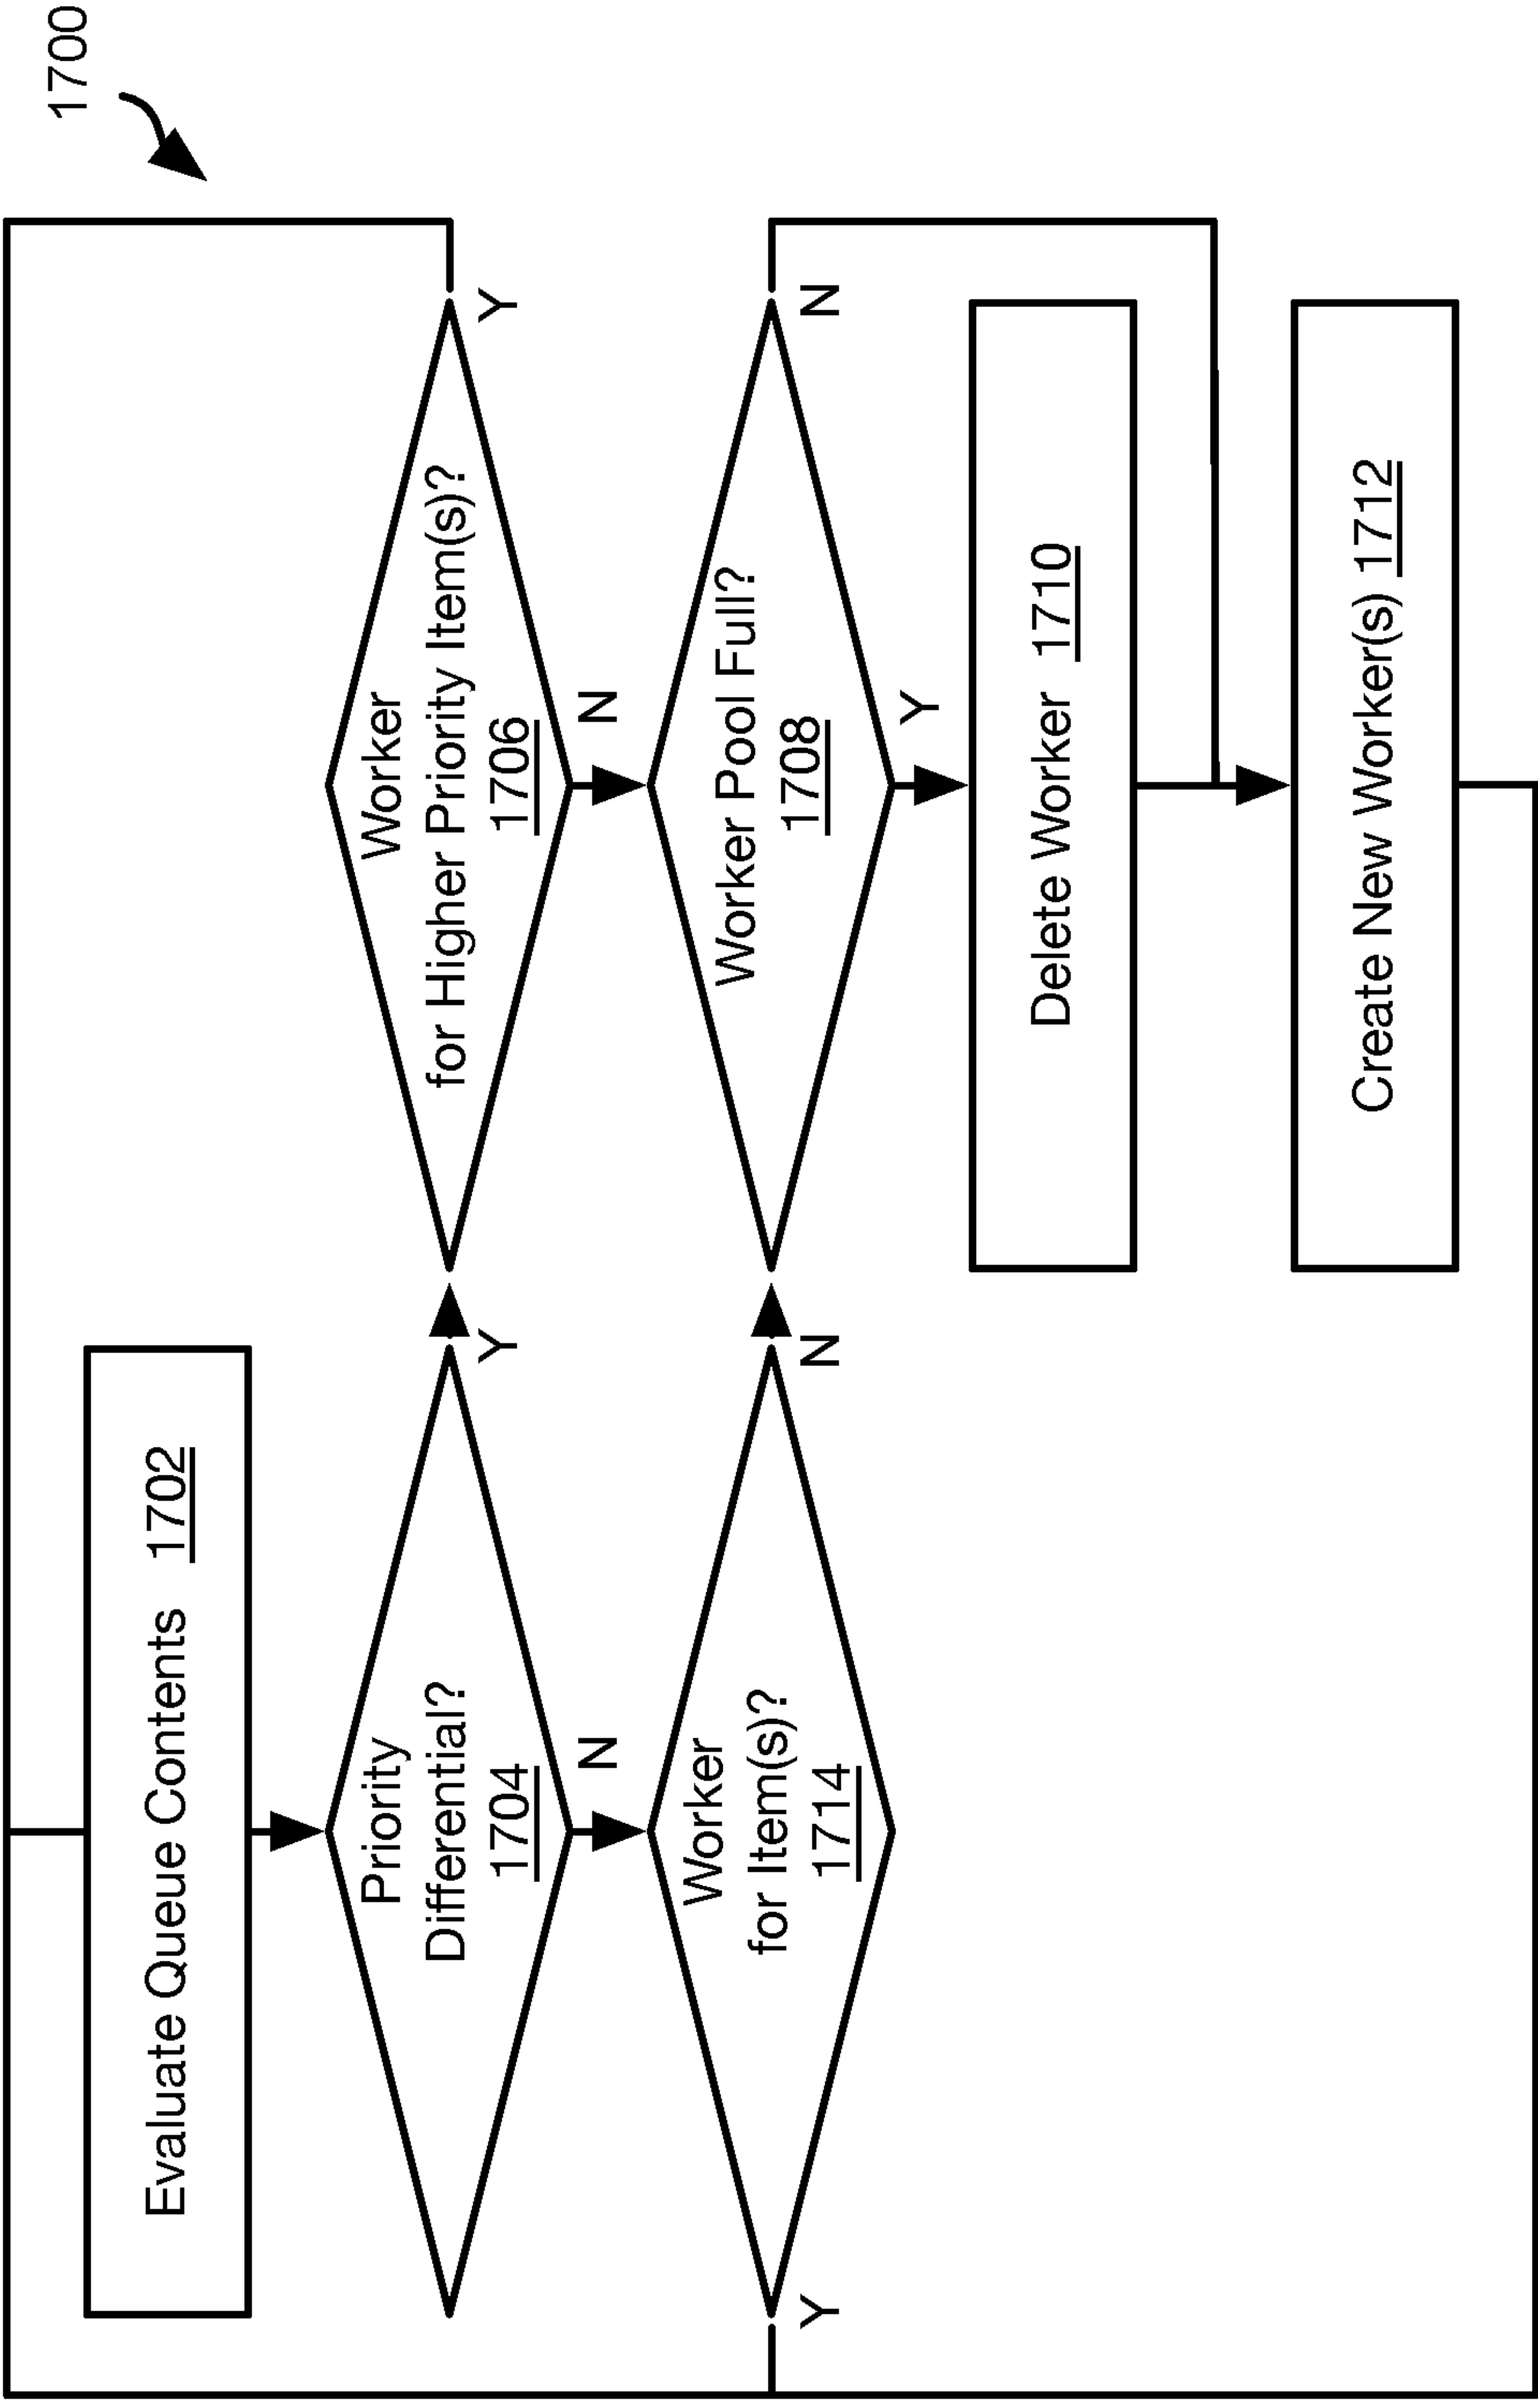 1700
Evaluate Queue Contents 1702
Priority
Differential?
1704
Y
N
Worker
for Higher Priority Item(s)?
1706
Y
N
Worker
for Item(s)?
1714
Y
N
Worker Pool Full?
1708
N
Y
Delete Worker 1710
Create New Worker(s) 1712